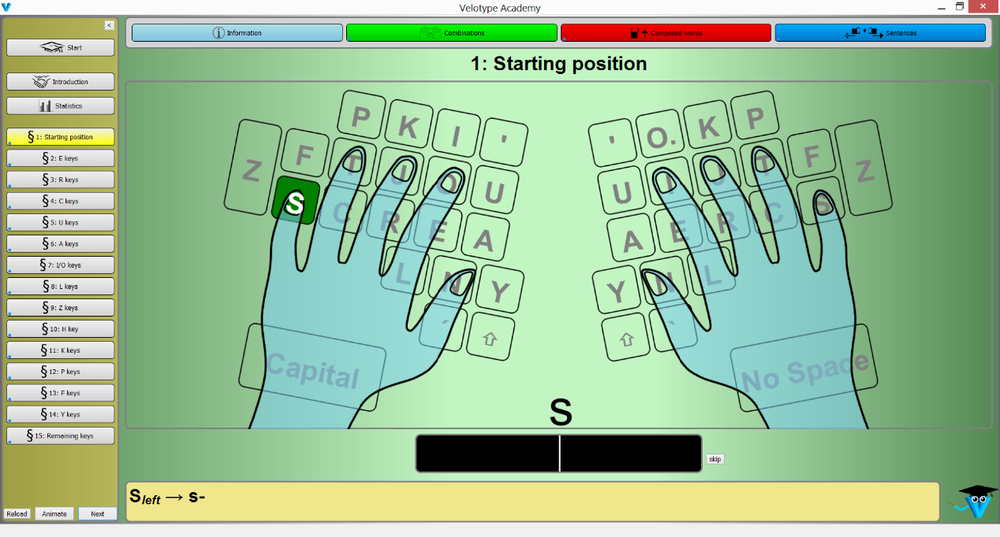 Velotype Academy
<
Start
Introduction
Statistics
§ 1: Starting position
§ 2: E keys
§ 3: R keys
§ 4: C keys
§ 5: U keys
§ 6: A keys
§ 7: I/O keys
§ 8: L keys
§ 9: Z keys
§ 10: H key
§ 11: K keys
§ 12: P keys
§ 13: F keys
§ 14: Y keys
§ 15: Remaining keys
Reload Animate Next
Information Combinations Composed words Sentences
1: Starting position
P K I ' ' O. K P
Z F T J O U U I J T F Z
S C R E A A E R C S
L N Y Y N L
´ `
Capital No Space
S
skip
S left → s-